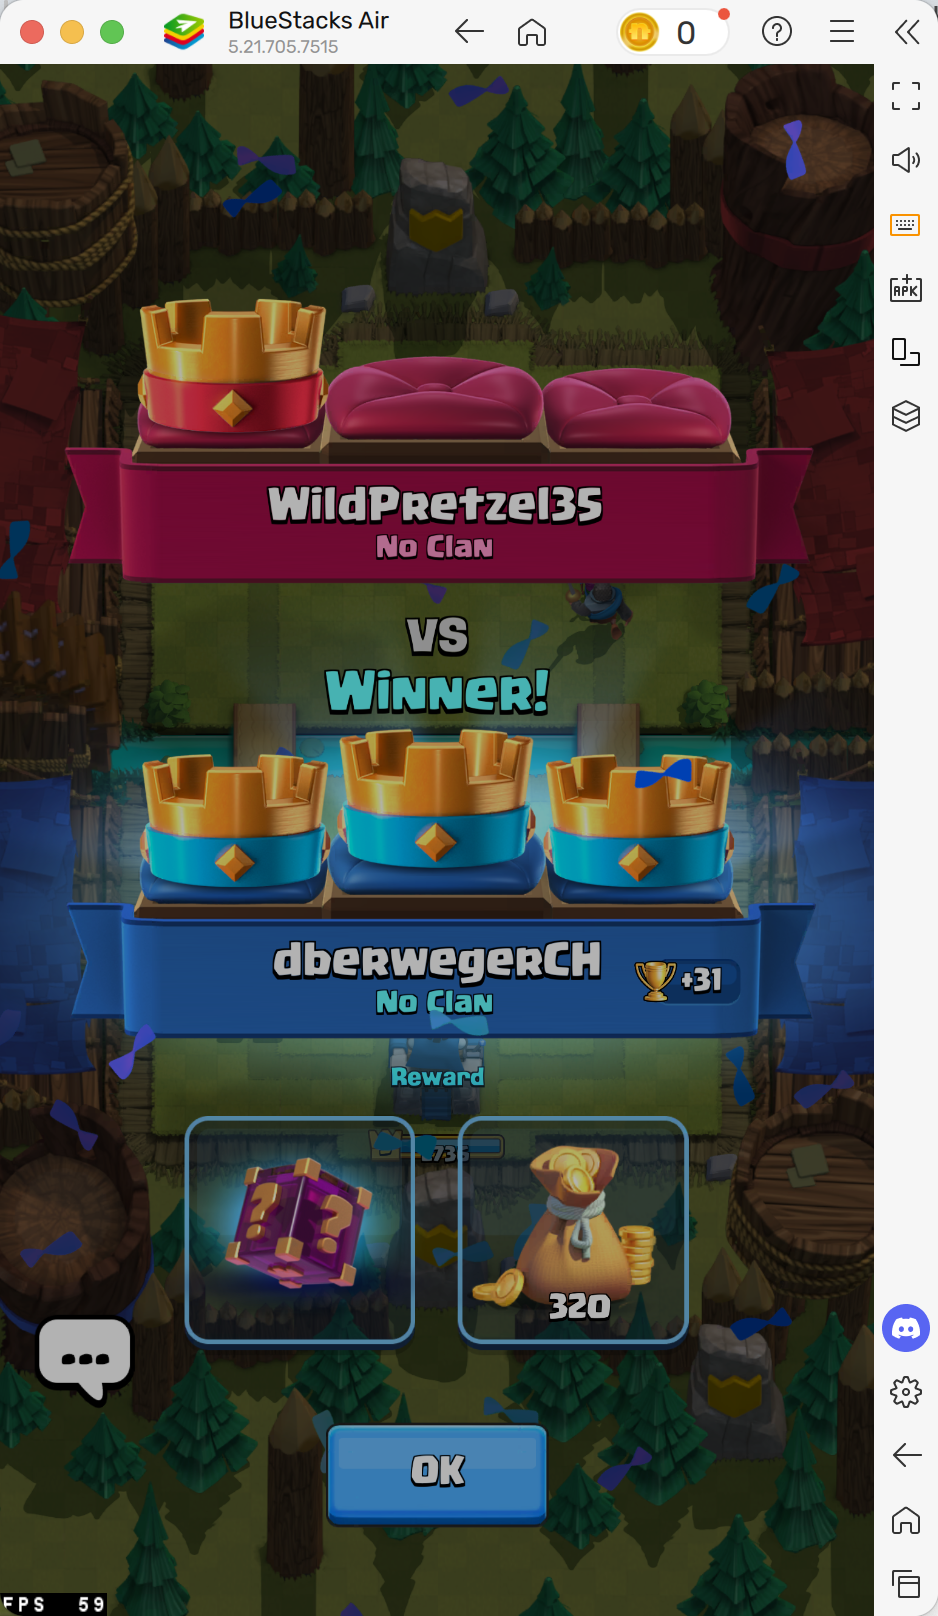 BlueStacks Air
5.21.705.7515
0
APK
WildPretzel35
No Clan
VS
Winner!
dberwegerCH
No Clan
+31
Reward
? ?
320
...
OK
FPS 59